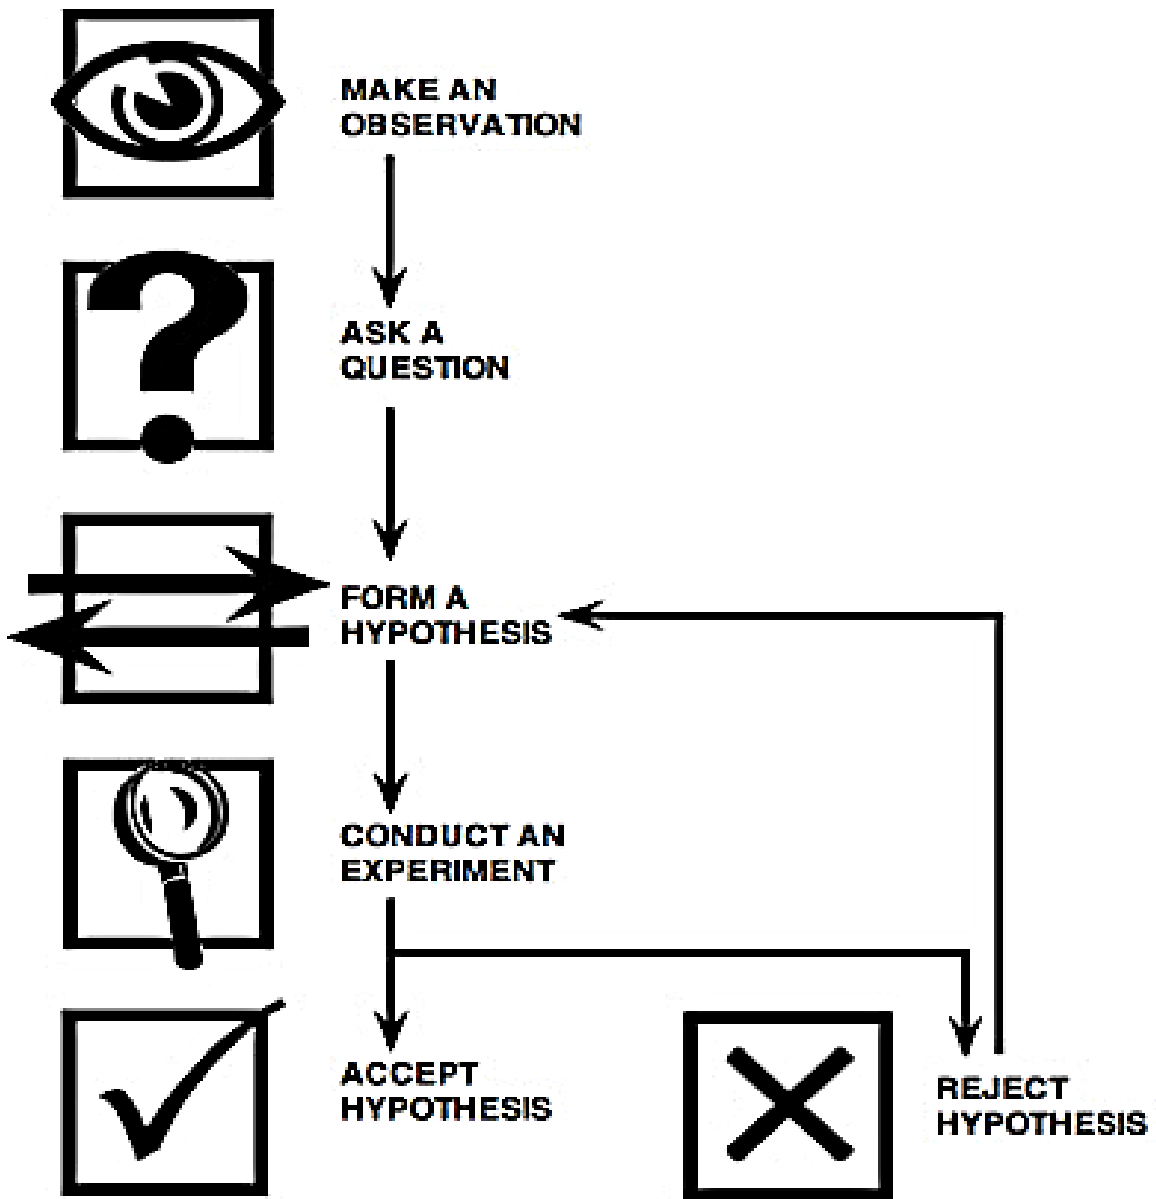 MAKE AN
OBSERVATION
ASK A
QUESTION
FORM A
HYPOTHESIS
CONDUCT AN
EXPERIMENT
ACCEPT
HYPOTHESIS
REJECT
HYPOTHESIS